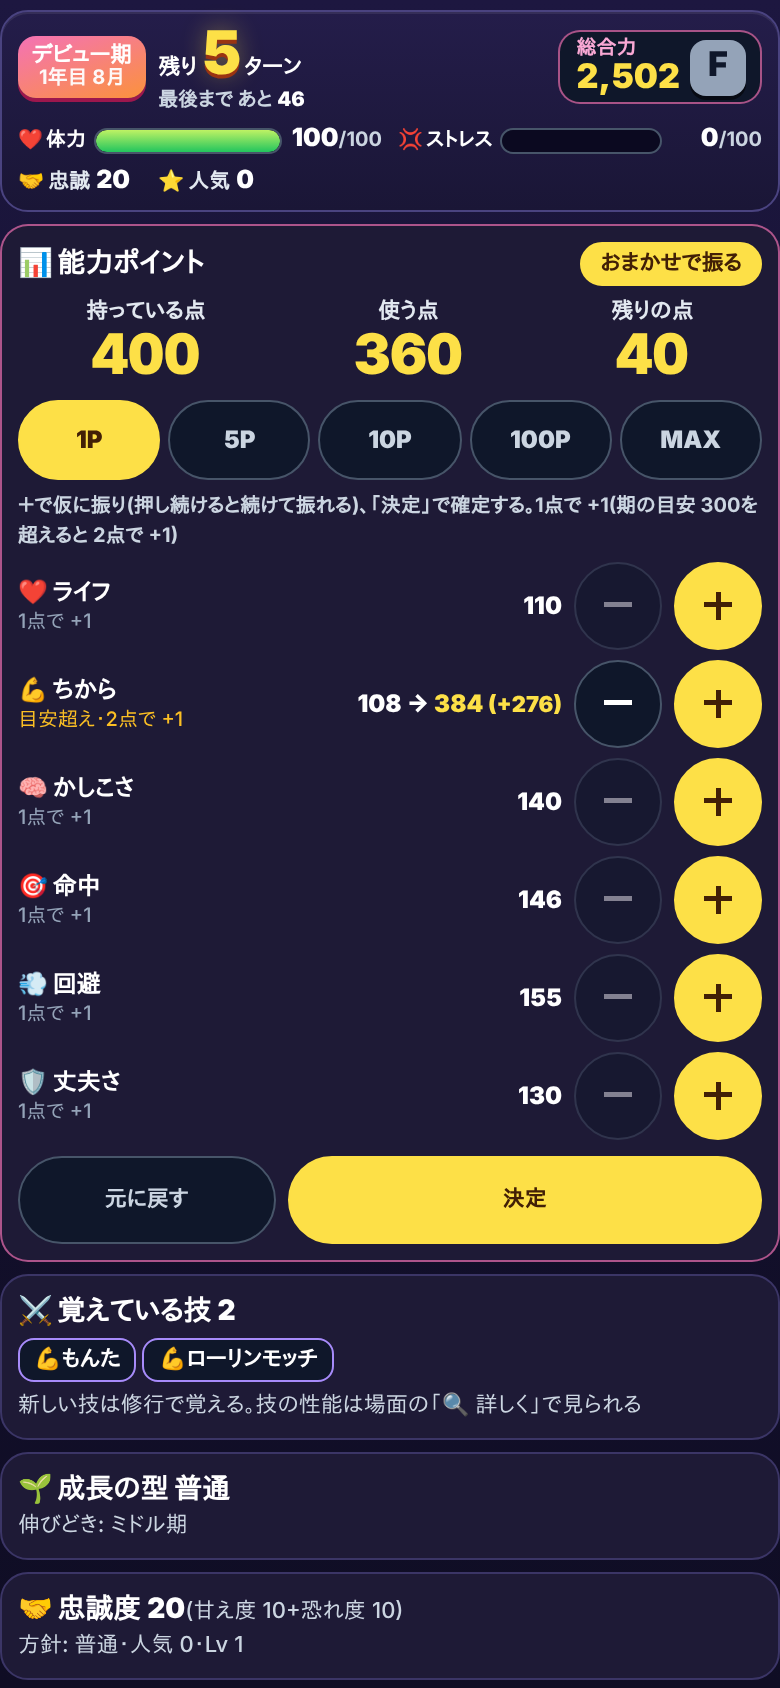 デビュー期
1年目 8月
残り 5 ターン
最後まで あと 46
総合力
2,502 F
❤️ 体力 100/100 💢 ストレス 0/100
🤝 忠誠 20 ⭐ 人気 0
📊 能力ポイント おまかせで振る
持っている点 使う点 残りの点
400 360 40
1P 5P 10P 100P MAX
＋で仮に振り(押し続けると続けて振れる)、「決定」で確定する。1点で +1(期の目安 300を
超えると 2点で +1)
❤️ ライフ 110 − +
1点で +1
💪 ちから 108 → 384 (+276) − +
目安超え・2点で +1
🧠 かしこさ 140 − +
1点で +1
🎯 命中 146 − +
1点で +1
💨 回避 155 − +
1点で +1
🛡️ 丈夫さ 130 − +
1点で +1
元に戻す 決定
⚔️ 覚えている技 2
💪もんた 💪ローリンモッチ
新しい技は修行で覚える。技の性能は場面の「🔍 詳しく」で見られる
🌱 成長の型 普通
伸びどき: ミドル期
🤝 忠誠度 20(甘え度 10+恐れ度 10)
方針: 普通・人気 0・Lv 1